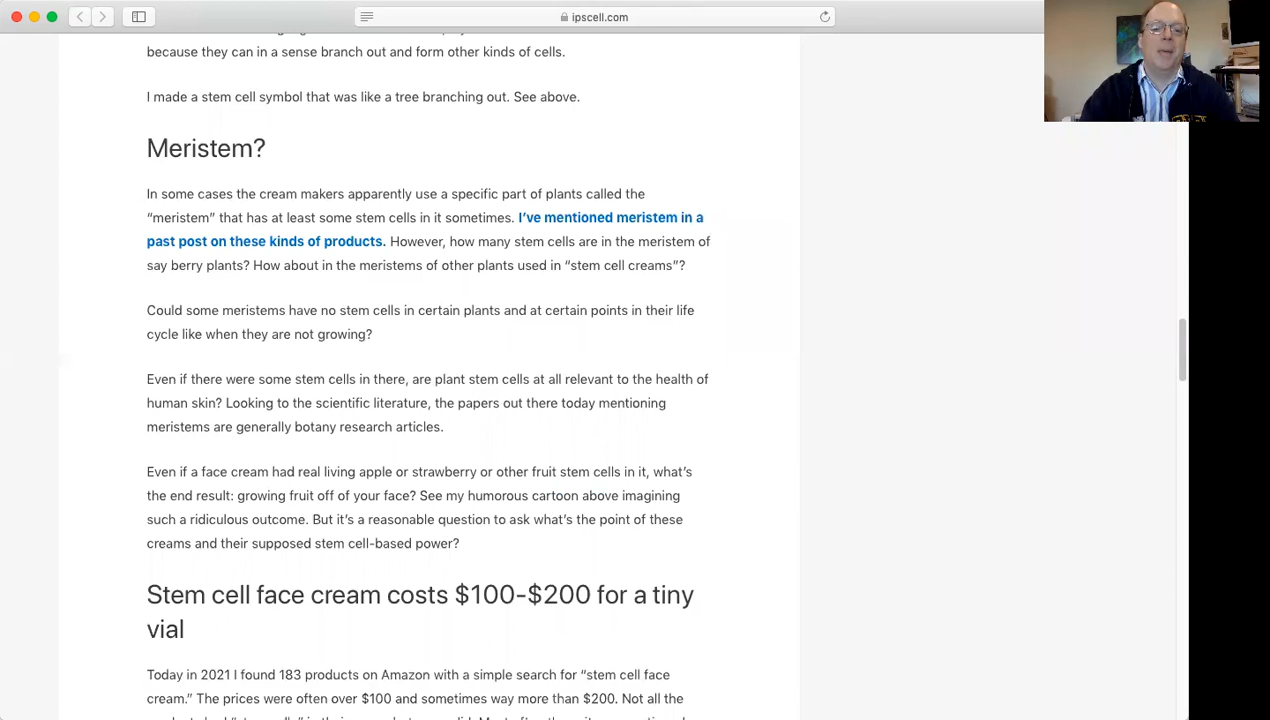 ipscell.com
because they can in a sense branch out and form other kinds of cells.
I made a stem cell symbol that was like a tree branching out. See above.
Meristem?
In some cases the cream makers apparently use a specific part of plants called the
“meristem” that has at least some stem cells in it sometimes. I’ve mentioned meristem in a
past post on these kinds of products. However, how many stem cells are in the meristem of
say berry plants? How about in the meristems of other plants used in “stem cell creams”?
Could some meristems have no stem cells in certain plants and at certain points in their life
cycle like when they are not growing?
Even if there were some stem cells in there, are plant stem cells at all relevant to the health of
human skin? Looking to the scientific literature, the papers out there today mentioning
meristems are generally botany research articles.
Even if a face cream had real living apple or strawberry or other fruit stem cells in it, what’s
the end result: growing fruit off of your face? See my humorous cartoon above imagining
such a ridiculous outcome. But it’s a reasonable question to ask what’s the point of these
creams and their supposed stem cell-based power?
Stem cell face cream costs $100-$200 for a tiny
vial
Today in 2021 I found 183 products on Amazon with a simple search for “stem cell face
cream.” The prices were often over $100 and sometimes way more than $200. Not all the